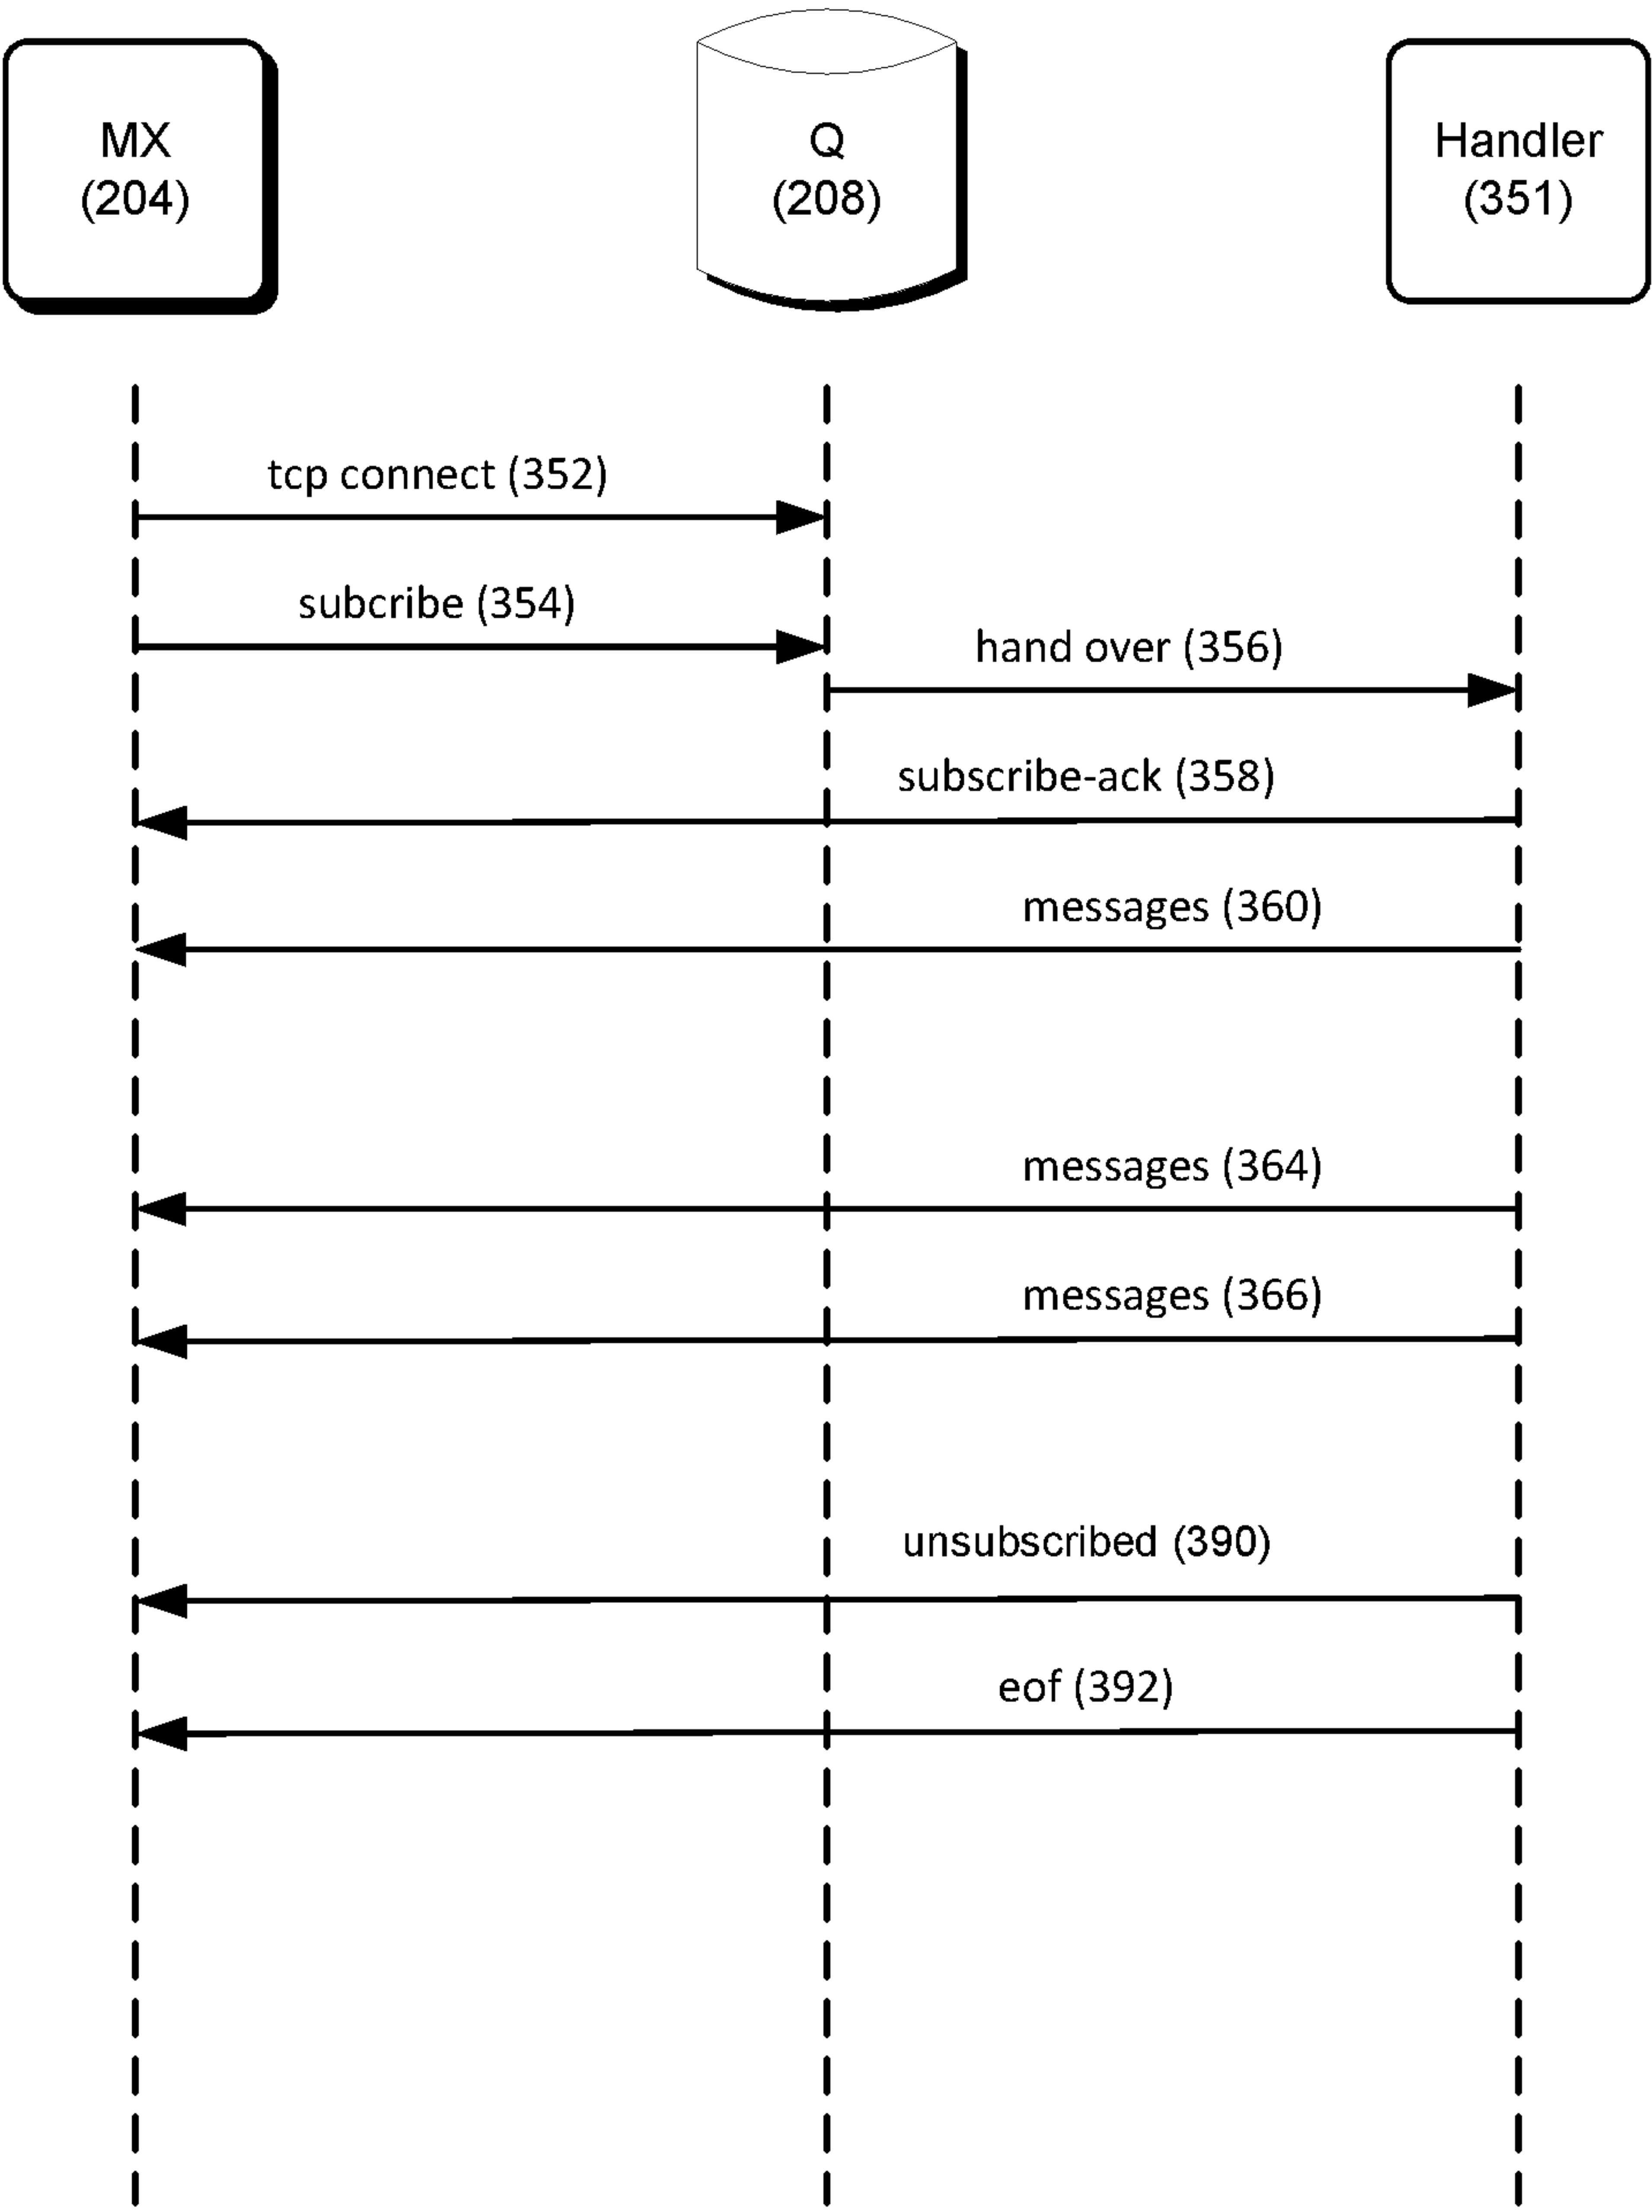 MX
(204)
Q
(208)
Handler
(351)
tcp connect (352)
subcribe (354)
hand over (356)
subscribe-ack (358)
messages (360)
messages (364)
messages (366)
unsubscribed (390)
eof (392)